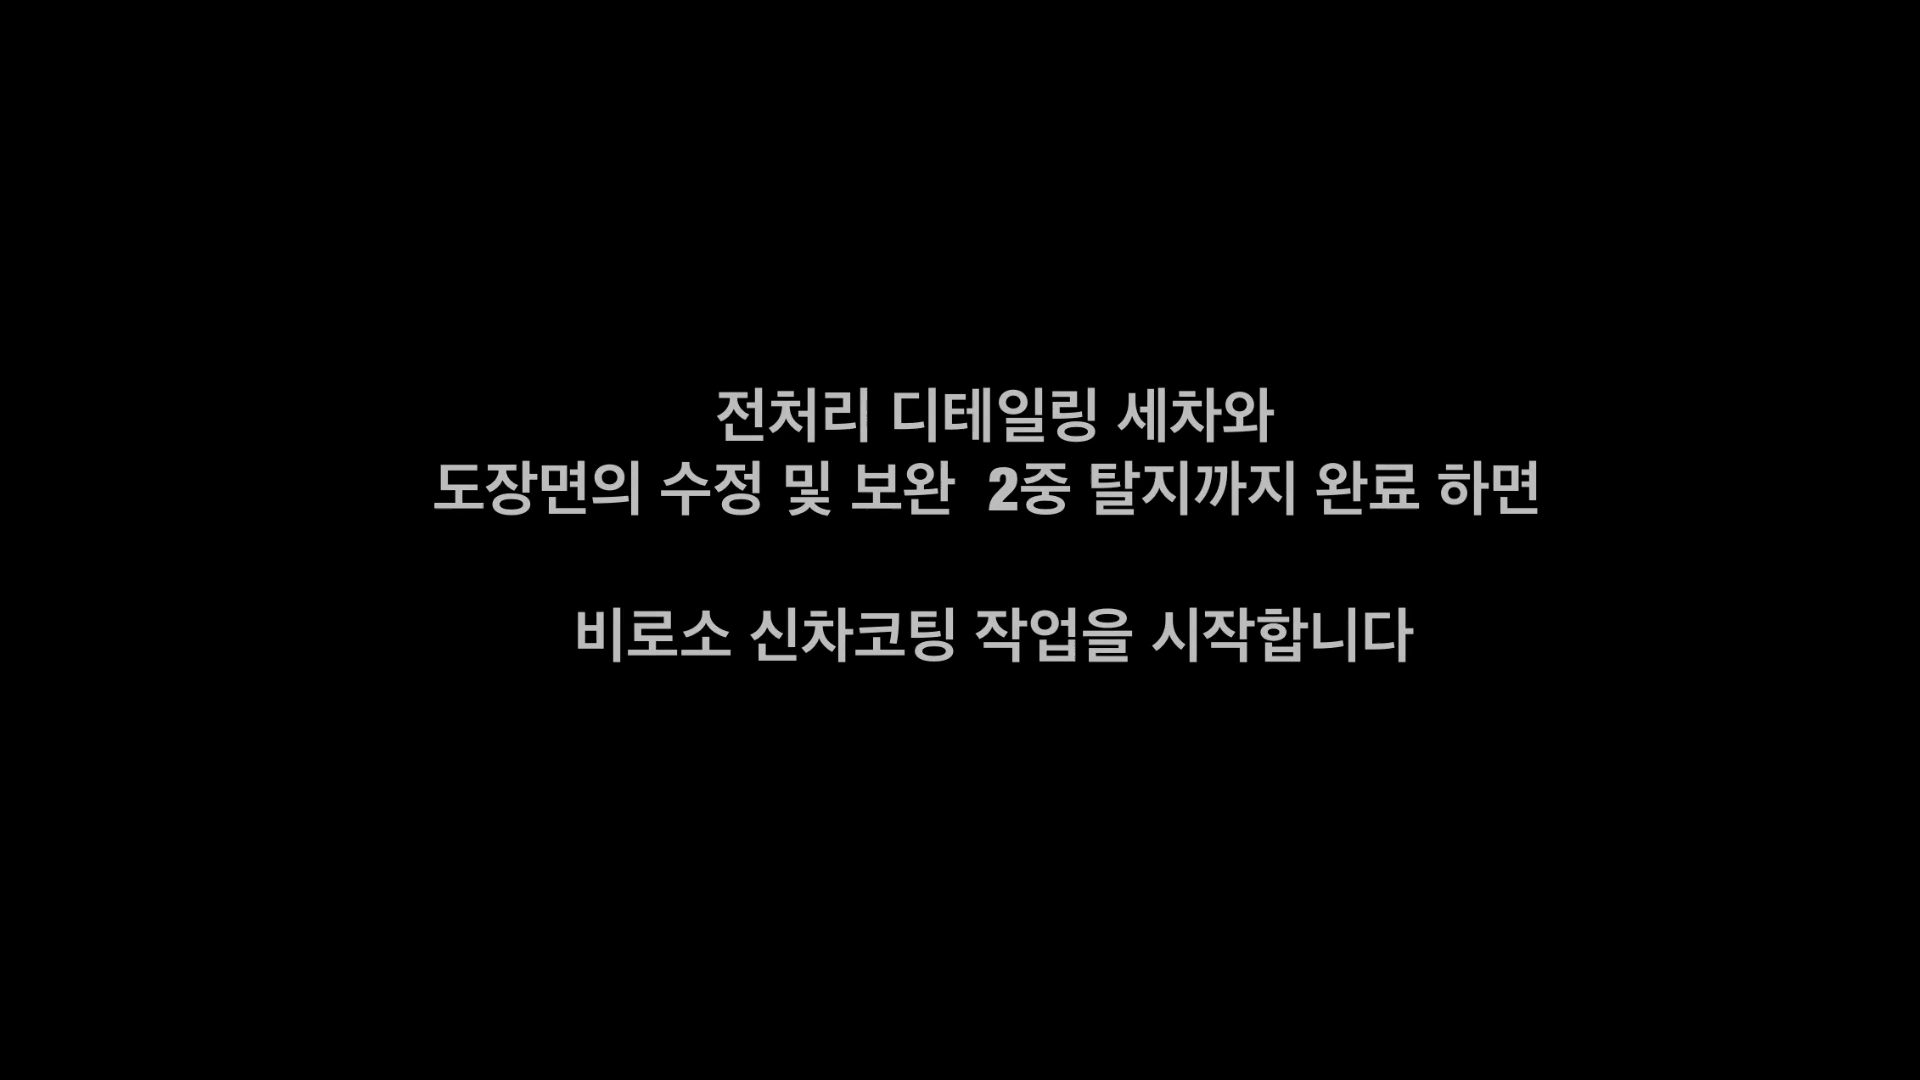 전처리 디테일링 세차와
도장면의 수정 및 보완  2중 탈지까지 완료 하면
비로소 신차코팅 작업을 시작합니다